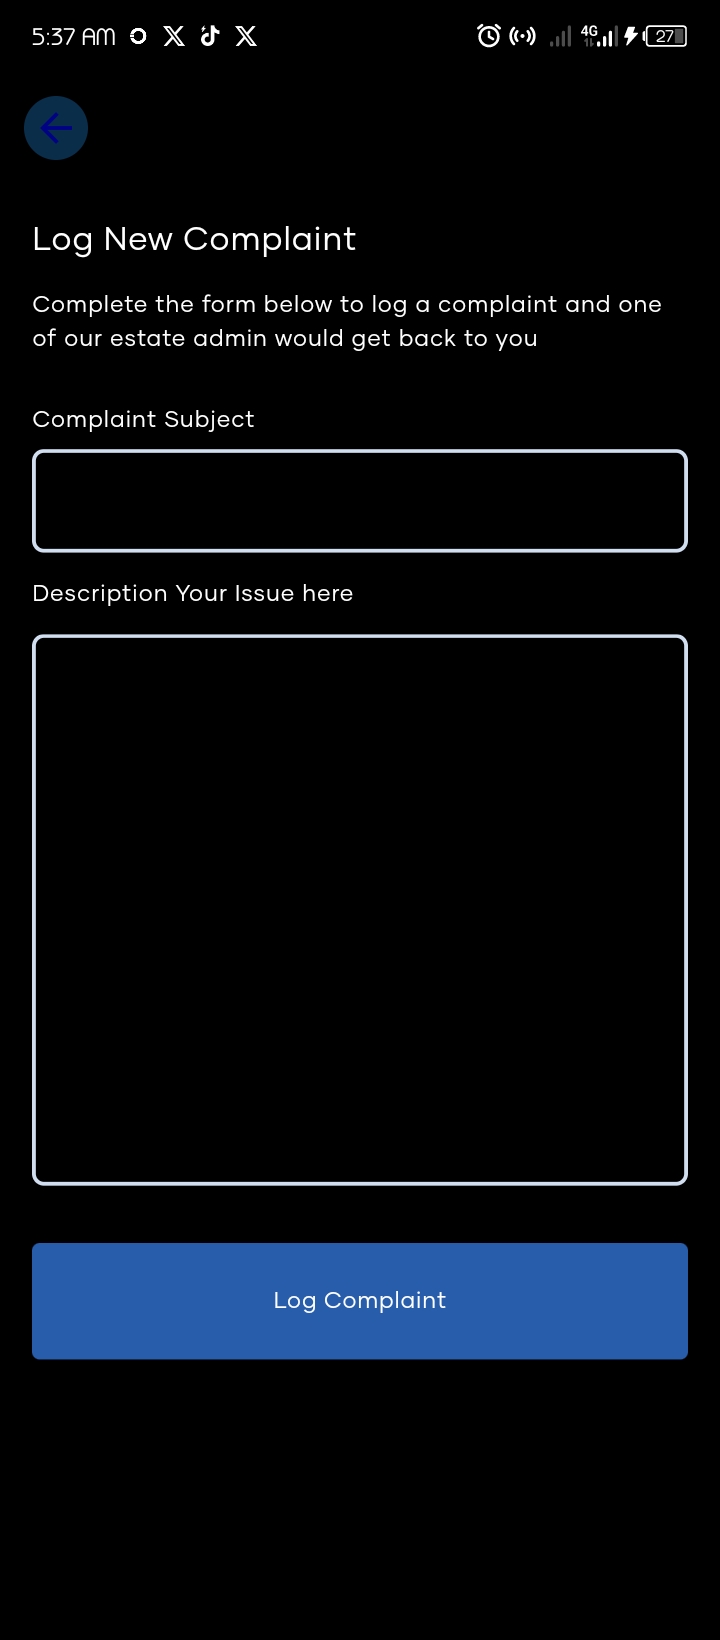 5:37 AM 4G 27
Log New Complaint
Complete the form below to log a complaint and one
of our estate admin would get back to you
Complaint Subject
Description Your Issue here
Log Complaint